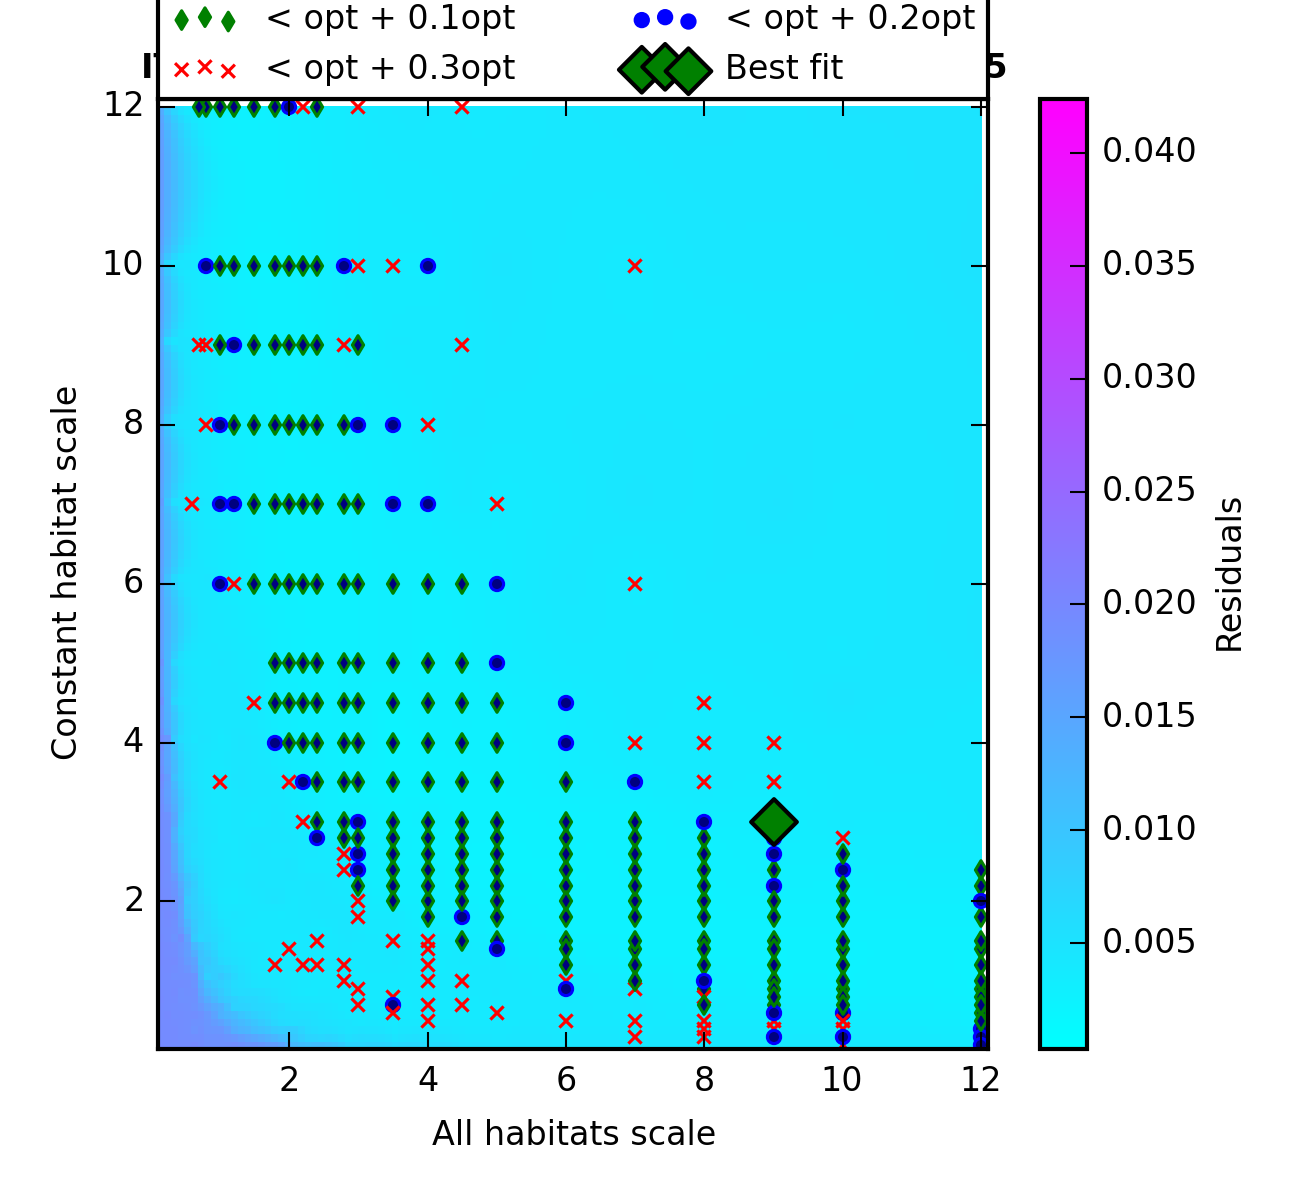 < opt + 0.1opt < opt + 0.2opt
< opt + 0.3opt Best fit
5
12
10
8
6
4
2
Constant habitat scale
2 4 6 8 10 12
All habitats scale
0.040
0.035
0.030
0.025
0.020
0.015
0.010
0.005
Residuals